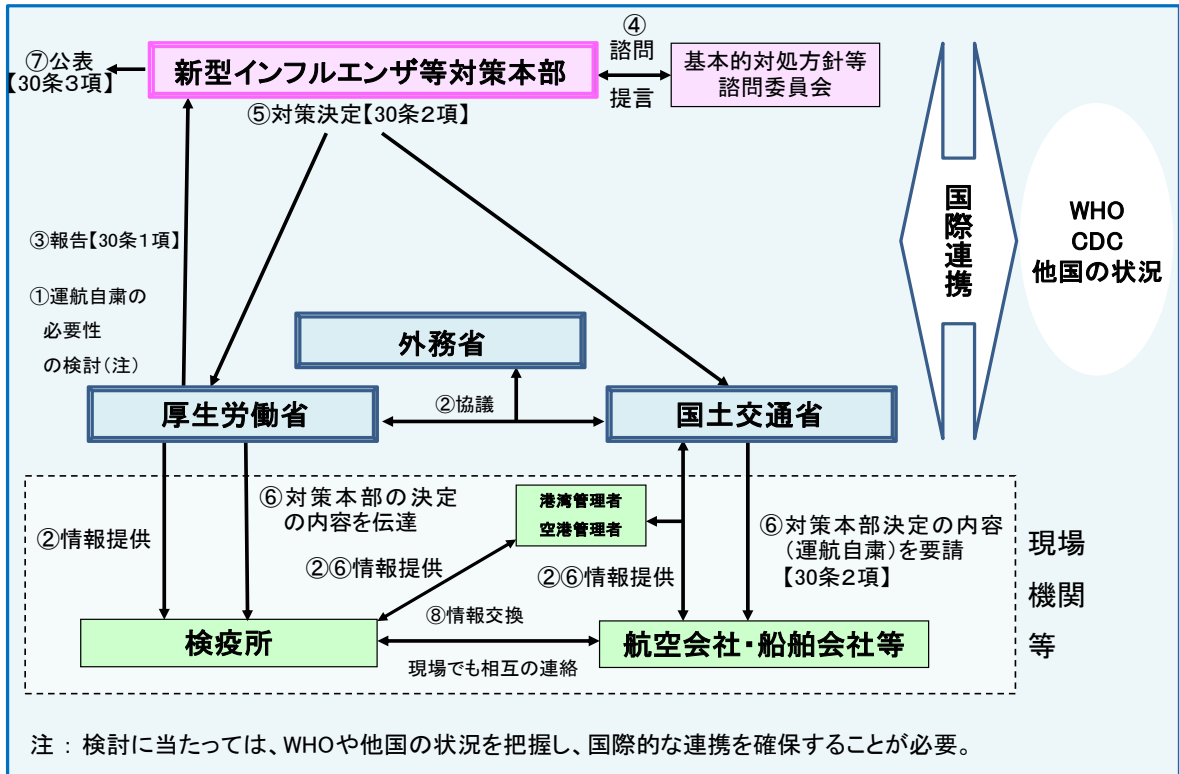 ⑦公表
【30条3項】
新型インフルエンザ等対策本部
④
諮問
提言
基本的対処方針等
諮問委員会
⑤対策決定【30条2項】
国際連携
WHO
CDC
他国の状況
③報告【30条1項】
①運航自粛の
必要性
の検討(注)
外務省
厚生労働省
②協議
国土交通省
②情報提供
⑥対策本部の決定
の内容を伝達
港湾管理者
空港管理者
②⑥情報提供
②⑥情報提供
⑥対策本部決定の内容
(運航自粛)を要請
【30条2項】
現場
機関
等
検疫所
⑧情報交換
現場でも相互の連絡
航空会社・船舶会社等
注 : 検討に当たっては、WHOや他国の状況を把握し、国際的な連携を確保することが必要。